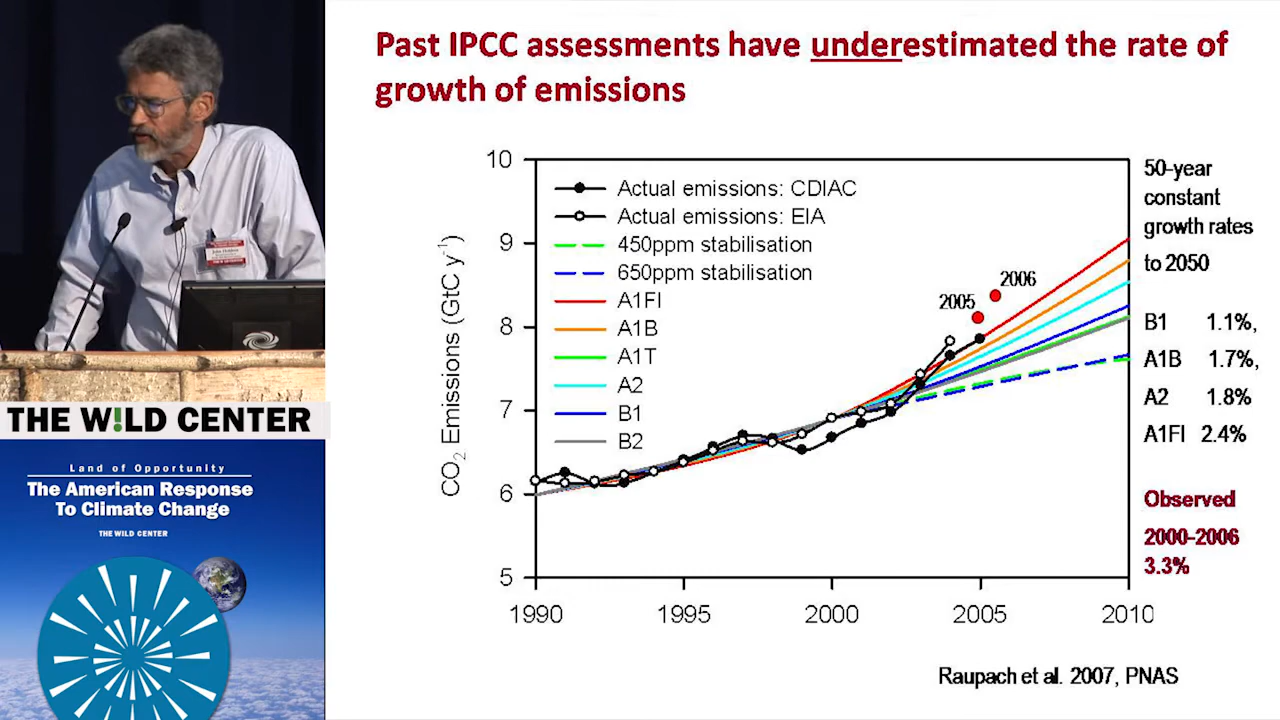 Past IPCC assessments have underestimated the rate of
growth of emissions
10
9
8
7
6
5
CO2 Emissions (GtC y-1)
Actual emissions: CDIAC
Actual emissions: EIA
450ppm stabilisation
650ppm stabilisation
A1FI
A1B
A1T
A2
B1
B2
2005
2006
1990
1995
2000
2005
2010
50-year
constant
growth rates
to 2050
B1 1.1%,
A1B 1.7%,
A2 1.8%
A1FI 2.4%
Observed
2000-2006
3.3%
Raupach et al. 2007, PNAS
THE W!LD CENTER
Land of Opportunity
The American Response
To Climate Change
THE WILD CENTER